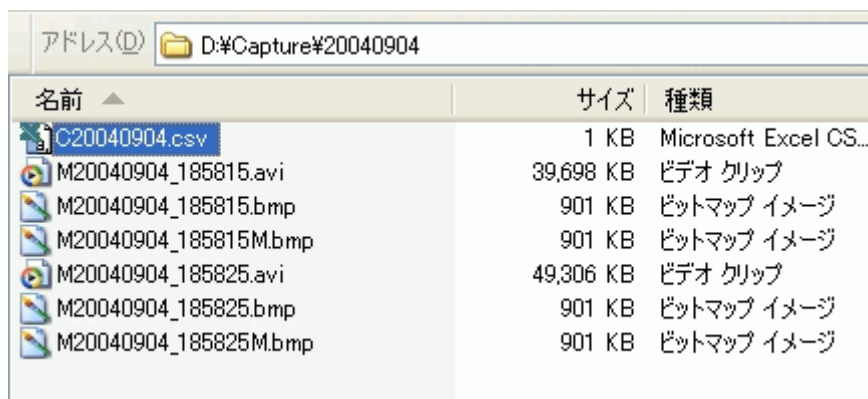 アドレス(D) D:¥Capture¥20040904
名前 サイズ 種類
C20040904.csv 1 KB Microsoft Excel CS...
M20040904_185815.avi 39,698 KB ビデオ クリップ
M20040904_185815.bmp 901 KB ビットマップ イメージ
M20040904_185815M.bmp 901 KB ビットマップ イメージ
M20040904_185825.avi 49,306 KB ビデオ クリップ
M20040904_185825.bmp 901 KB ビットマップ イメージ
M20040904_185825M.bmp 901 KB ビットマップ イメージ